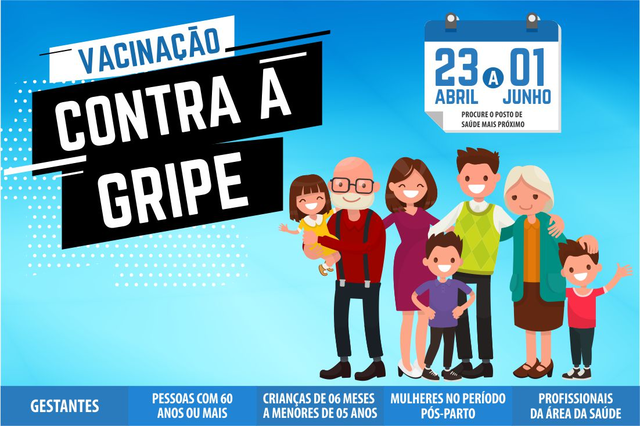 VACINAÇÃO
CONTRA A
GRIPE
23 A 01
ABRIL JUNHO
PROCURE O POSTO DE
SAÚDE MAIS PRÓXIMO
GESTANTES
PESSOAS COM 60
ANOS OU MAIS
CRIANÇAS DE 06 MESES
A MENORES DE 05 ANOS
MULHERES NO PERÍODO
PÓS-PARTO
PROFISSIONAIS
DA ÁREA DA SAÚDE